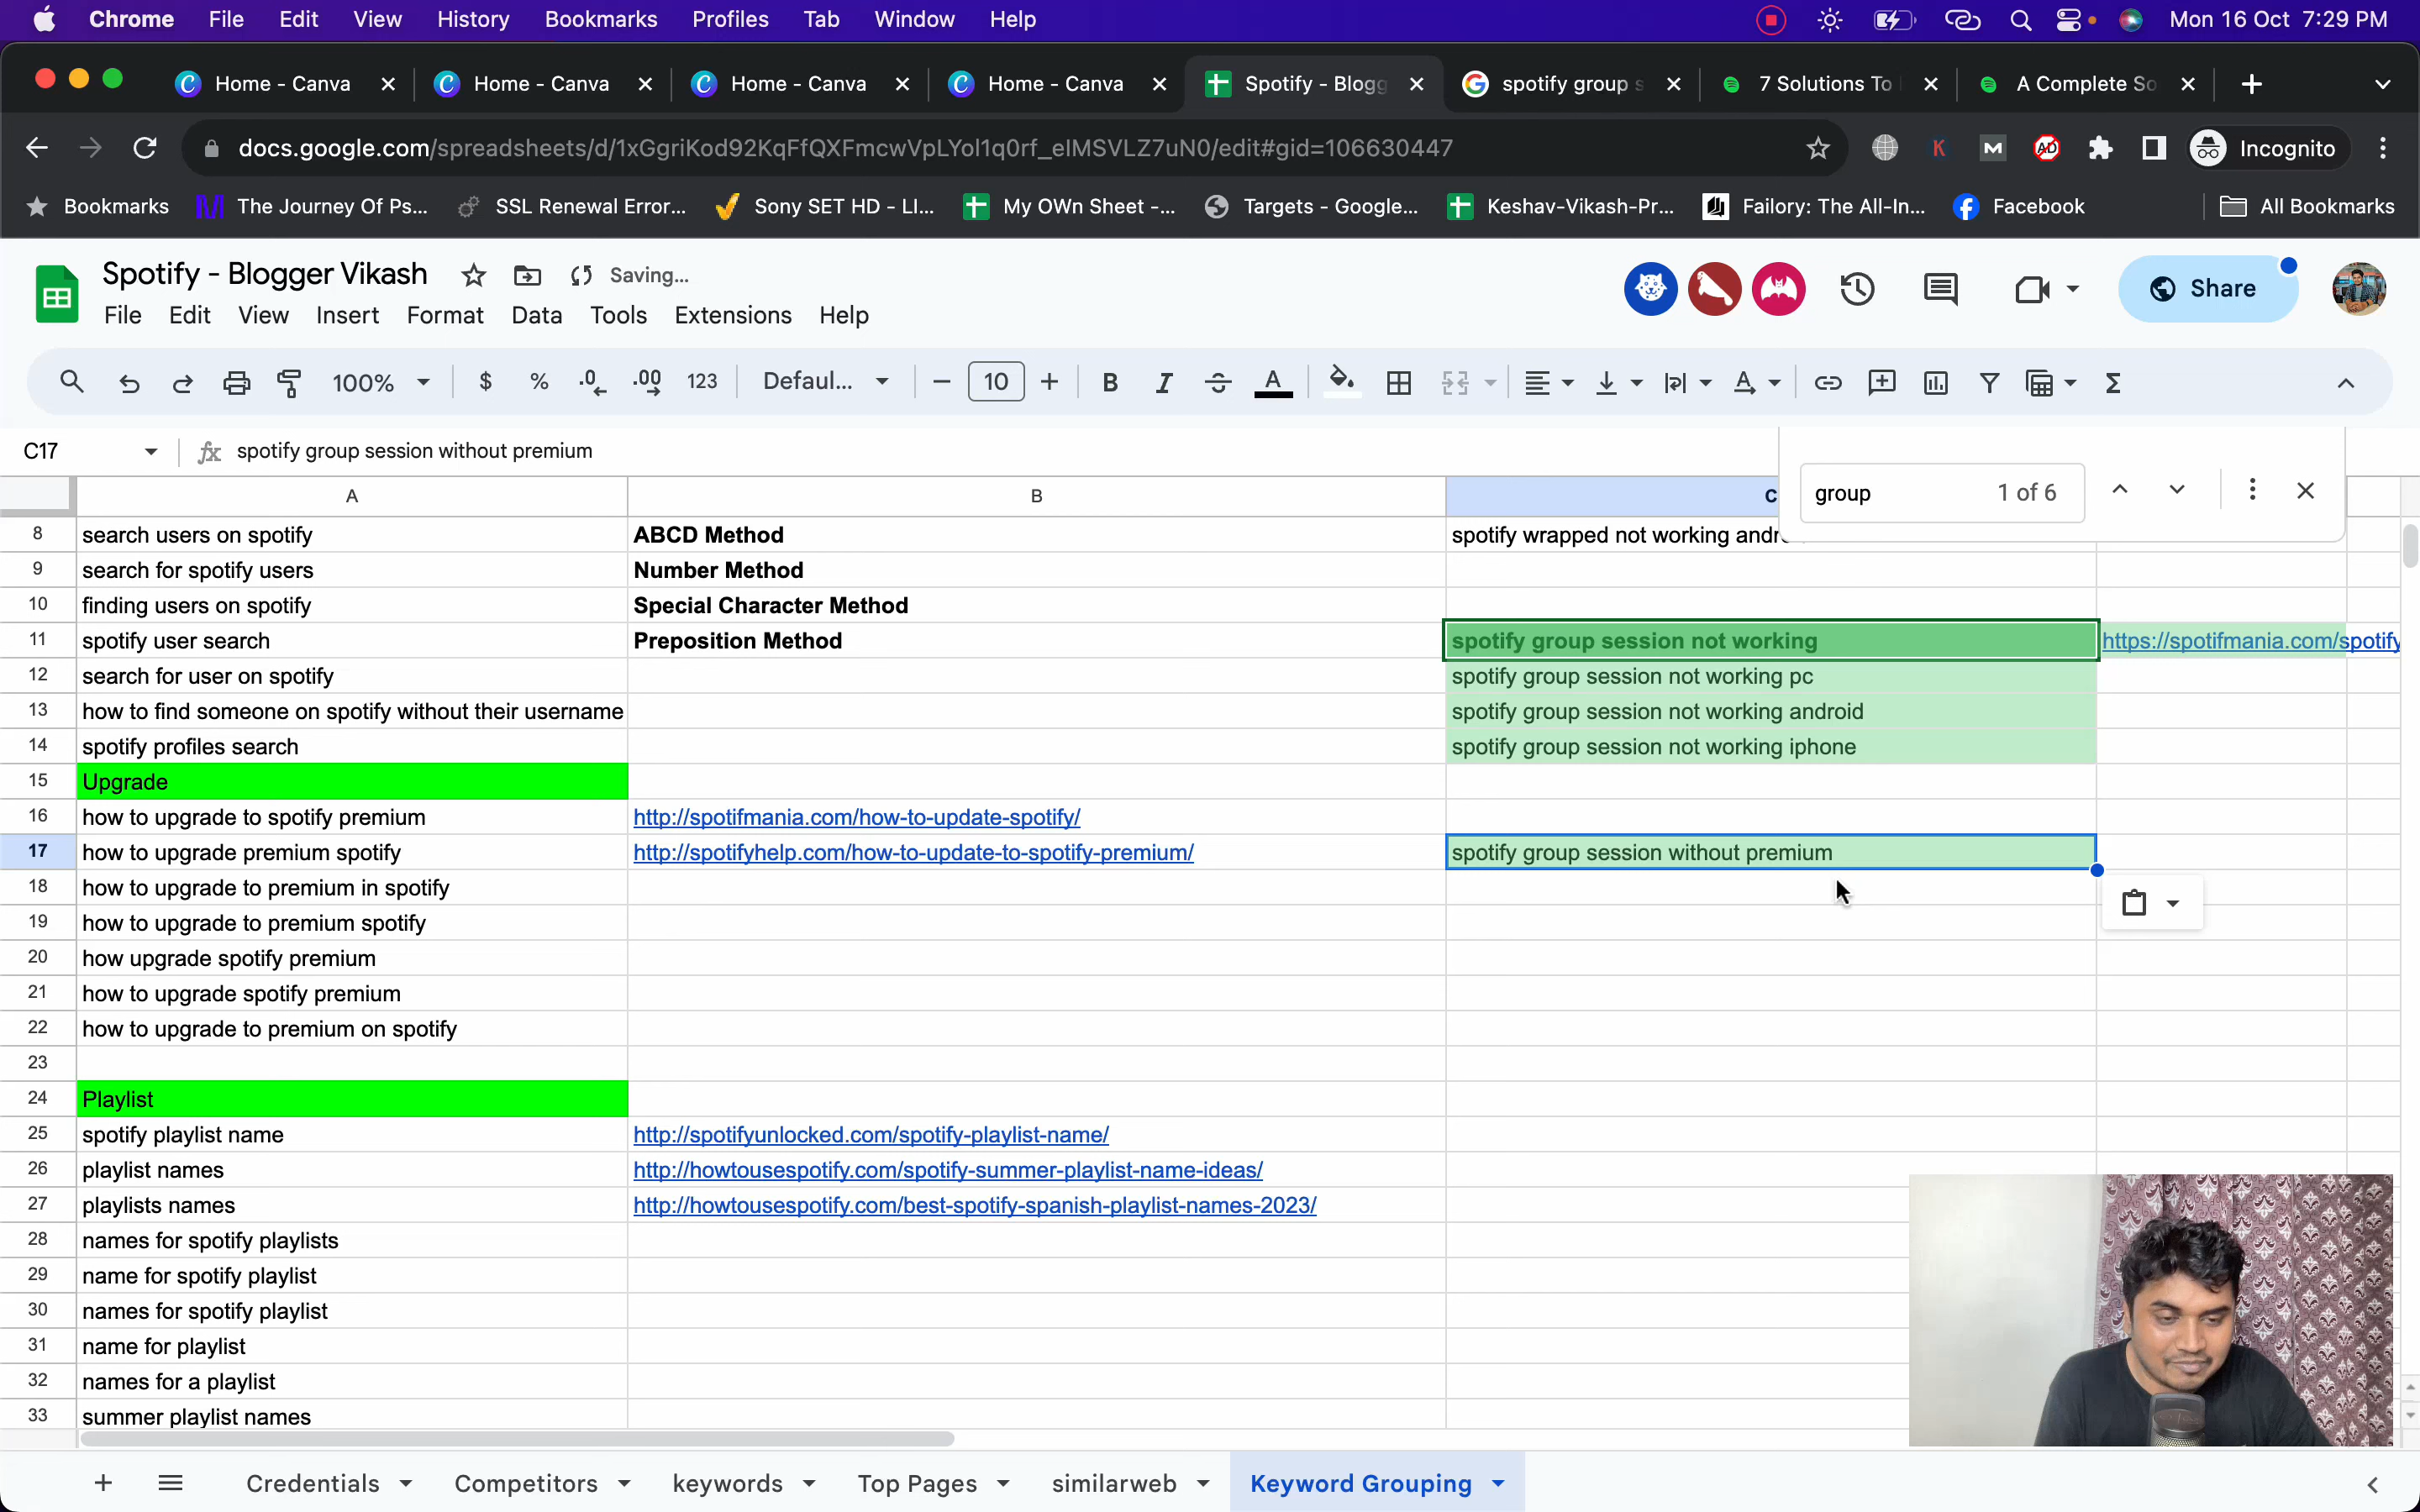 Chrome File Edit View History Bookmarks Profiles Tab Window Help Mon 16 Oct 7:29 PM
Home - Canva Home - Canva Home - Canva Home - Canva Spotify - Blogg spotify group s 7 Solutions To A Complete So
docs.google.com/spreadsheets/d/1xGgriKod92KqFfQXFmcwVpLYol1q0rf_elMSVLZ7uN0/edit#gid=106630447 Incognito
Bookmarks The Journey Of Ps... SSL Renewal Error... Sony SET HD - LI... My OWn Sheet -... Targets - Google... Keshav-Vikash-Pr... Failory: The All-In... Facebook All Bookmarks
Spotify - Blogger Vikash Saving... Share
File Edit View Insert Format Data Tools Extensions Help
100% $ % .0 .00 123 Defaul... 10 B I S A
C17 fx spotify group session without premium
group 1 of 6
A B C
8 search users on spotify ABCD Method spotify wrapped not working
9 search for spotify users Number Method
10 finding users on spotify Special Character Method
11 spotify user search Preposition Method spotify group session not working https://spotifmania.com/spotify
12 search for user on spotify spotify group session not working pc
13 how to find someone on spotify without their username spotify group session not working android
14 spotify profiles search spotify group session not working iphone
15 Upgrade
16 how to upgrade to spotify premium http://spotifmania.com/how-to-update-spotify/
17 how to upgrade premium spotify http://spotifyhelp.com/how-to-update-to-spotify-premium/ spotify group session without premium
18 how to upgrade to premium in spotify
19 how to upgrade to premium spotify
20 how upgrade spotify premium
21 how to upgrade spotify premium
22 how to upgrade to premium on spotify
23
24 Playlist
25 spotify playlist name http://spotifyunlocked.com/spotify-playlist-name/
26 playlist names http://howtousespotify.com/spotify-summer-playlist-name-ideas/
27 playlists names http://howtousespotify.com/best-spotify-spanish-playlist-names-2023/
28 names for spotify playlists
29 name for spotify playlist
30 names for spotify playlist
31 name for playlist
32 names for a playlist
33 summer playlist names
Credentials Competitors keywords Top Pages similarweb Keyword Grouping